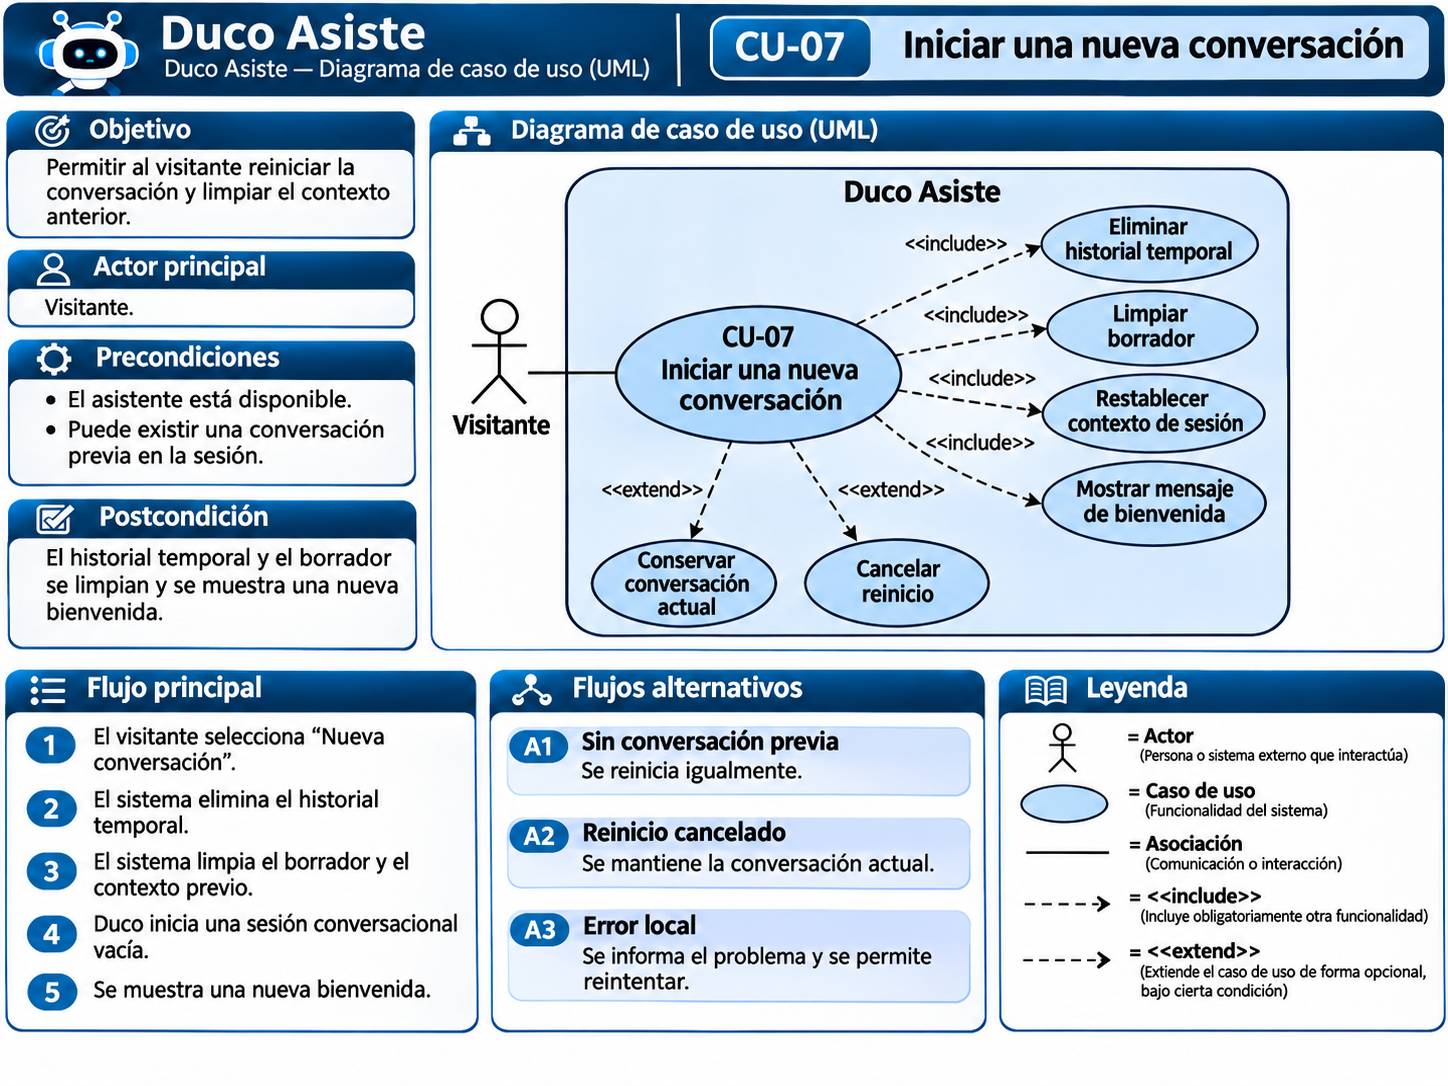 Duco Asiste
Duco Asiste — Diagrama de caso de uso (UML)
CU-07
Iniciar una nueva conversación
Objetivo
Permitir al visitante reiniciar la
conversación y limpiar el contexto
anterior.
Actor principal
Visitante.
Precondiciones
• El asistente está disponible.
• Puede existir una conversación
previa en la sesión.
Postcondición
El historial temporal y el borrador
se limpian y se muestra una nueva
bienvenida.
Diagrama de caso de uso (UML)
Duco Asiste
Visitante
CU-07
Iniciar una nueva
conversación
<<include>>
Eliminar
historial temporal
<<include>>
Limpiar
borrador
<<include>>
Restablecer
contexto de sesión
<<include>>
Mostrar mensaje
de bienvenida
<<extend>>
Conservar
conversación
actual
<<extend>>
Cancelar
reinicio
Flujo principal
1 El visitante selecciona “Nueva
conversación”.
2 El sistema elimina el historial
temporal.
3 El sistema limpia el borrador y el
contexto previo.
4 Duco inicia una sesión conversacional
vacía.
5 Se muestra una nueva bienvenida.
Flujos alternativos
A1 Sin conversación previa
Se reinicia igualmente.
A2 Reinicio cancelado
Se mantiene la conversación actual.
A3 Error local
Se informa el problema y se permite
reintentar.
Leyenda
= Actor
(Persona o sistema externo que interactúa)
= Caso de uso
(Funcionalidad del sistema)
= Asociación
(Comunicación o interacción)
= <<include>>
(Incluye obligatoriamente otra funcionalidad)
= <<extend>>
(Extiende el caso de uso de forma opcional,
bajo cierta condición)